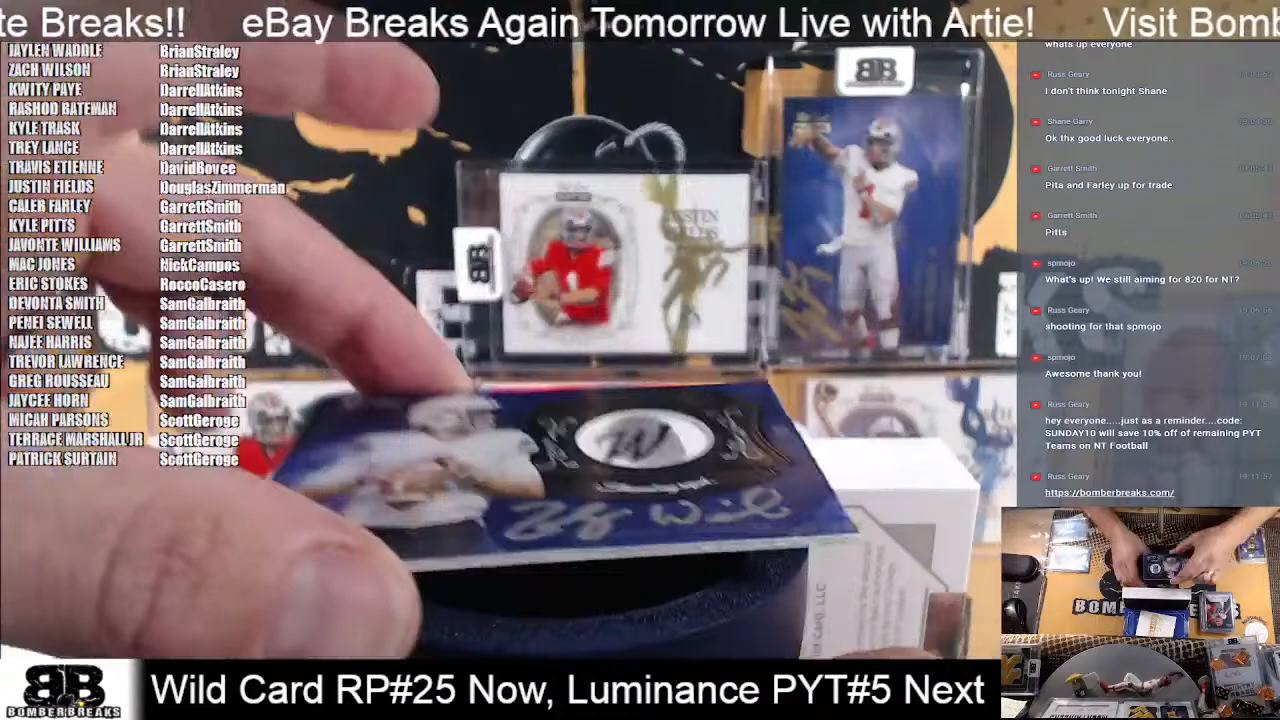 te Breaks!! eBay Breaks Again Tomorrow Live with Artie! Visit Bomb
JAYLEN WADDLE BrianStraley
ZACH WILSON BrianStraley
KWITY PAYE DarrellAtkins
RASHOD BATEMAN DarrellAtkins
KYLE TRASK DarrellAtkins
TREY LANCE DarrellAtkins
TRAVIS ETIENNE DavidBovce
JUSTIN FIELDS DouglasZimmerman
CALEB FARLEY GarrettSmith
KYLE PITTS GarrettSmith
JAVONTE WILLIAMS GarrettSmith
MAC JONES NickCampos
ERIC STOKES RoccoCasero
DEVONTA SMITH SamGalbraith
PENEI SEWELL SamGalbraith
NAJEE HARRIS SamGalbraith
TREVOR LAWRENCE SamGalbraith
GREG ROUSSEAU SamGalbraith
JAYCEE HORN SamGalbraith
MICAH PARSONS ScottGeroge
TERRACE MARSHALL JR ScottGeroge
PATRICK SURTAIN ScottGeroge
whats up everyone
Russ Geary
I don't think tonight Shane
Shane Garry
Ok thx good luck everyone..
Garrett Smith
Pita and Farley up for trade
Garrett Smith
Pitts
spmojo
What's up! We still aiming for 820 for NT?
Russ Geary
shooting for that spmojo
spmojo
Awesome thank you!
Russ Geary
hey everyone.....just as a reminder....code:
SUNDAY10 will save 10% off of remaining PYT
Teams on NT Football
Russ Geary
https://bomberbreaks.com/
BB
BOMBERBREAKS
Wild Card RP#25 Now, Luminance PYT#5 Next